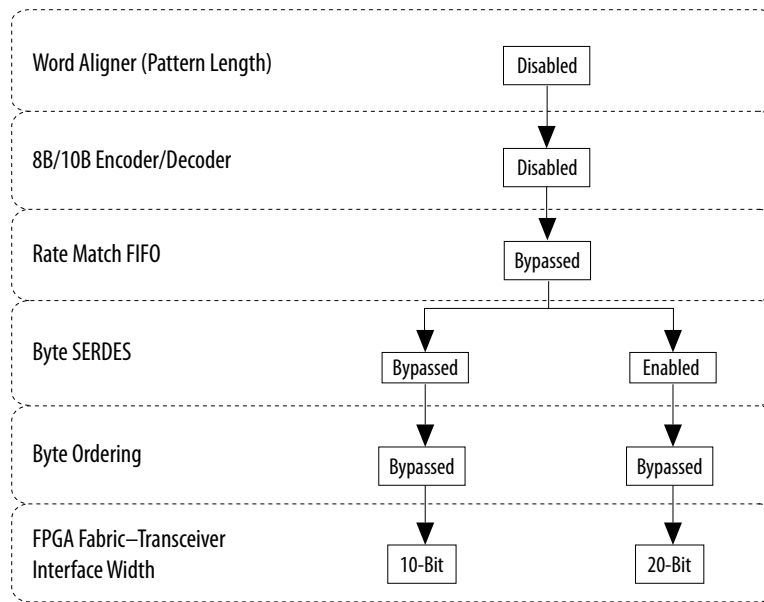 Word Aligner (Pattern Length)
Disabled
8B/10B Encoder/Decoder
Disabled
Rate Match FIFO
Bypassed
Byte SERDES
Bypassed
Enabled
Byte Ordering
Bypassed
Bypassed
FPGA Fabric–Transceiver
Interface Width
10-Bit
20-Bit